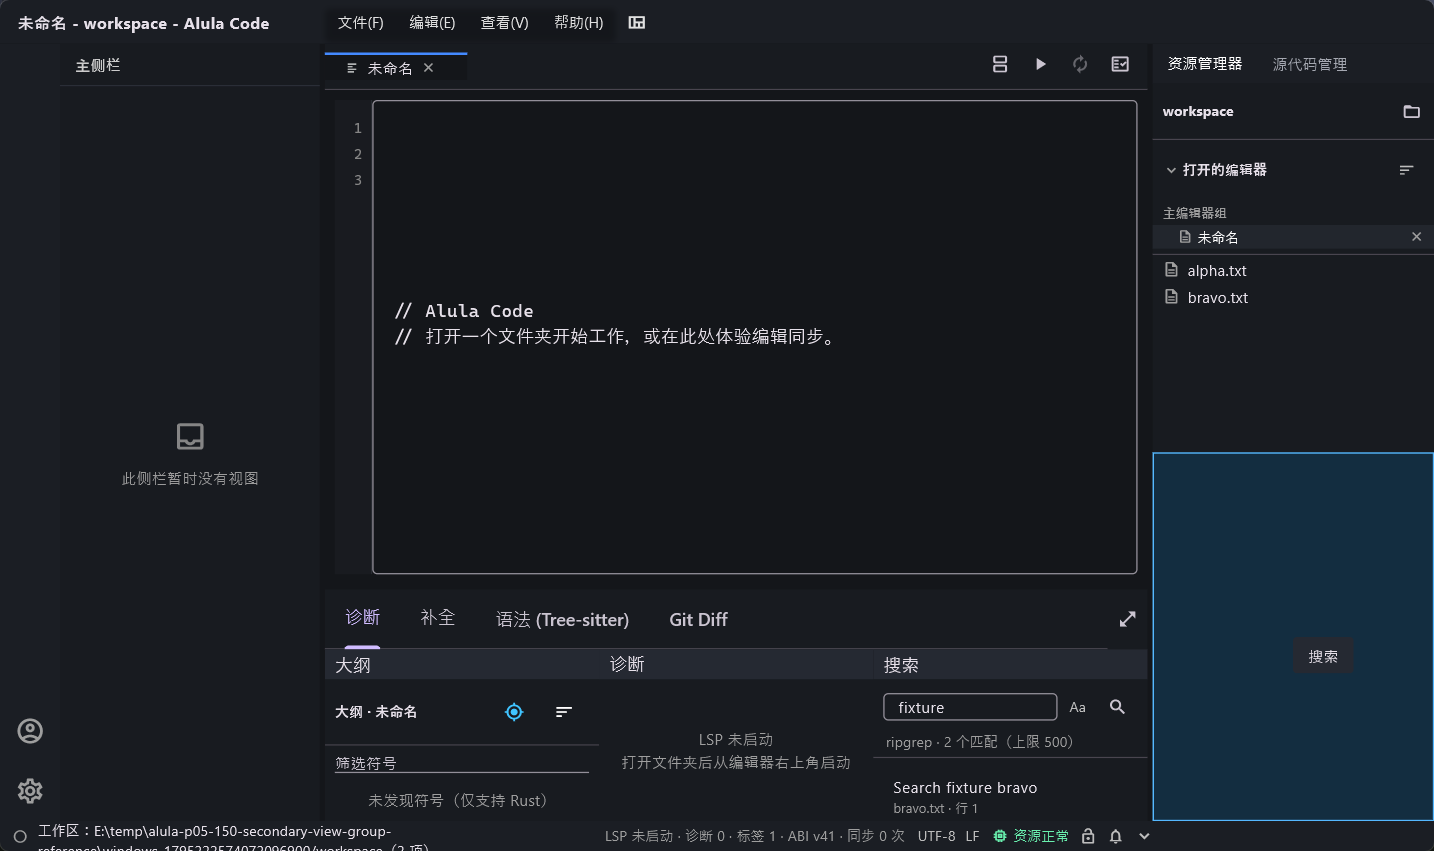 未命名 - workspace - Alula Code
文件(F) 编辑(E) 查看(V) 帮助(H)
主侧栏
此侧栏暂时没有视图
未命名
1
2
3
// Alula Code
// 打开一个文件夹开始工作，或在此处体验编辑同步。
诊断 补全 语法 (Tree-sitter) Git Diff
大纲 诊断 搜索
大纲 · 未命名
筛选符号
未发现符号（仅支持 Rust）
LSP 未启动
打开文件夹后从编辑器右上角启动
fixture Aa
ripgrep · 2 个匹配（上限 500）
Search fixture bravo
bravo.txt · 行 1
资源管理器 源代码管理
workspace
打开的编辑器
主编辑器组
未命名
alpha.txt
bravo.txt
搜索
工作区：E:\temp\alula-p05-150-secondary-view-group-
LSP 未启动 · 诊断 0 · 标签 1 · ABI v41 · 同步 0 次 UTF-8 LF 资源正常